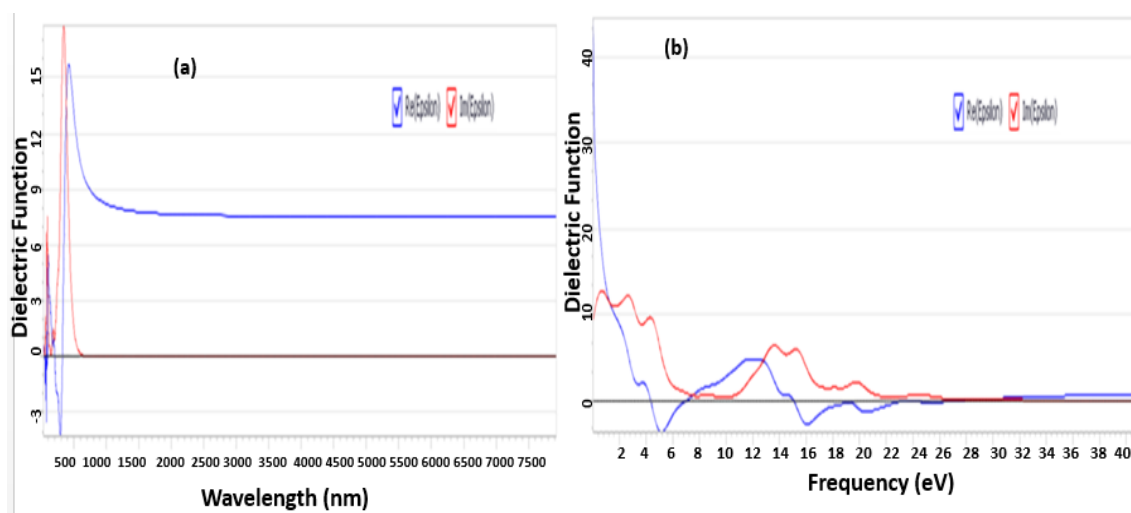 (a)
Re(Epsilon) Im(Epsilon)
Dielectric Function
15
12
9
6
3
0
-3
500 1000 1500 2000 2500 3000 3500 4000 4500 5000 5500 6000 6500 7000 7500
Wavelength (nm)
(b)
Re(Epsilon) Im(Epsilon)
Dielectric Function
40
30
20
10
0
2 4 6 8 10 12 14 16 18 20 22 24 26 28 30 32 34 36 38 40
Frequency (eV)